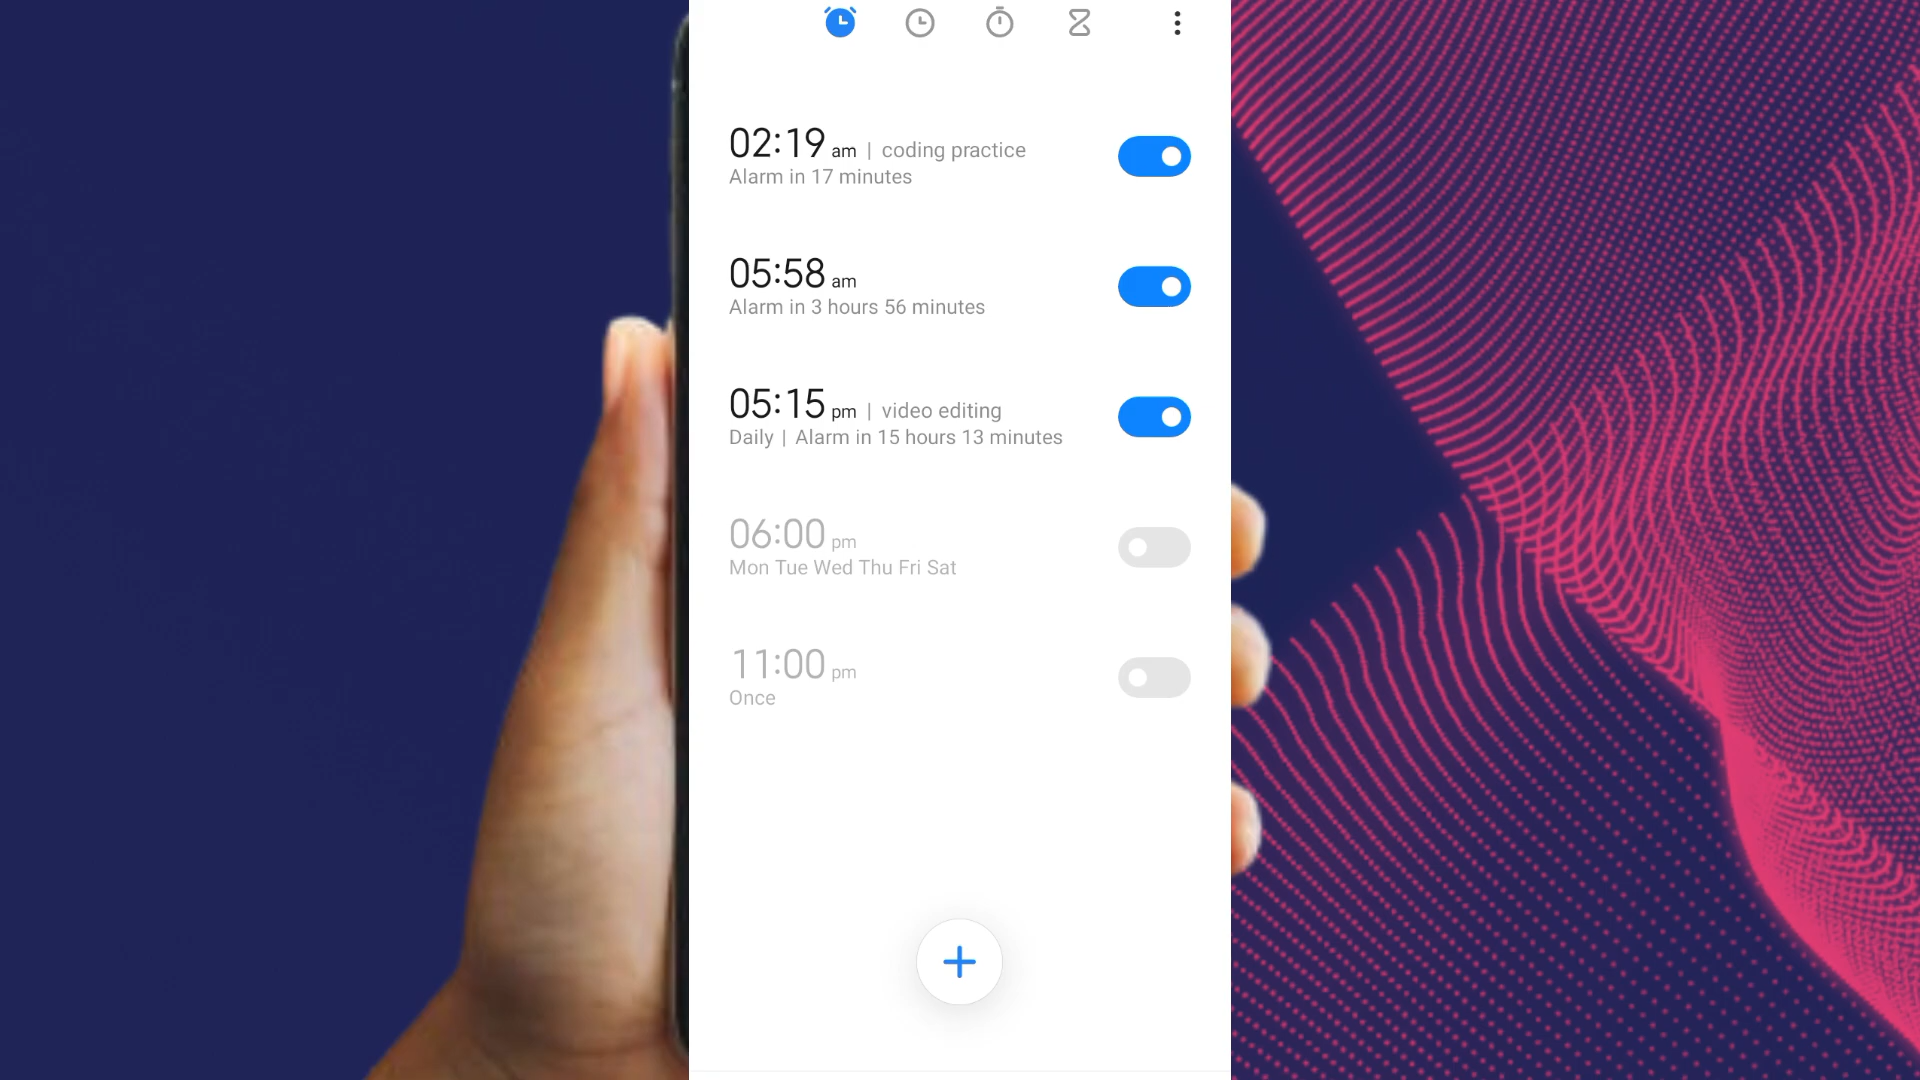 02:19 am | coding practice
Alarm in 17 minutes
05:58 am
Alarm in 3 hours 56 minutes
05:15 pm | video editing
Daily | Alarm in 15 hours 13 minutes
06:00 pm
Mon Tue Wed Thu Fri Sat
11:00 pm
Once